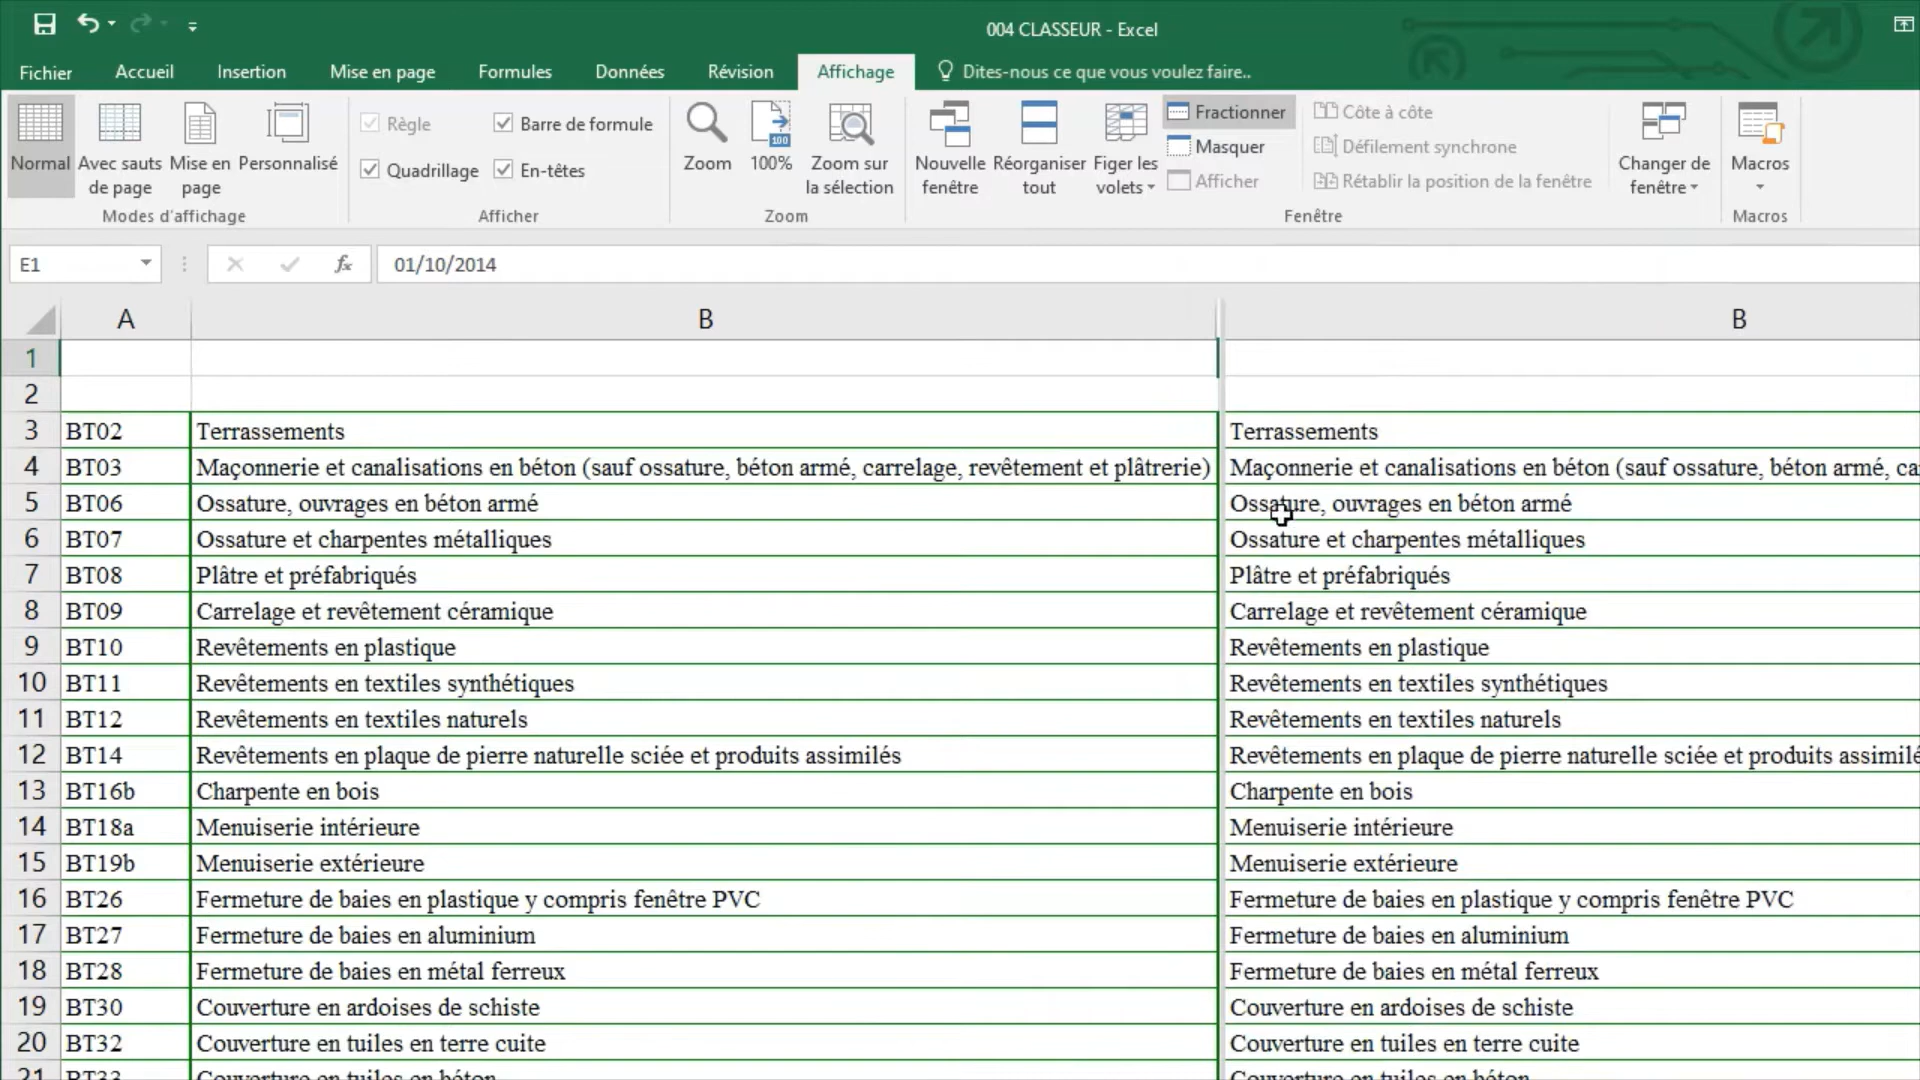 004 CLASSEUR - Excel
Fichier Accueil Insertion Mise en page Formules Données Révision Affichage Dites-nous ce que vous voulez faire..
Normal
Avec sauts de page
Mise en page
Personnalisé
Modes d'affichage
Règle
Barre de formule
Quadrillage
En-têtes
Afficher
Zoom
100
100%
Zoom sur la sélection
Zoom
Nouvelle fenêtre
Réorganiser tout
Figer les volets
Fractionner
Masquer
Afficher
Côte à côte
Défilement synchrone
Rétablir la position de la fenêtre
Fenêtre
Changer de fenêtre
Macros
Macros
E1 fx 01/10/2014
A B B
1
2
3 BT02 Terrassements Terrassements
4 BT03 Maçonnerie et canalisations en béton (sauf ossature, béton armé, carrelage, revêtement et plâtrerie) Maçonnerie et canalisations en béton (sauf ossature, béton armé, ca
5 BT06 Ossature, ouvrages en béton armé Ossature, ouvrages en béton armé
6 BT07 Ossature et charpentes métalliques Ossature et charpentes métalliques
7 BT08 Plâtre et préfabriqués Plâtre et préfabriqués
8 BT09 Carrelage et revêtement céramique Carrelage et revêtement céramique
9 BT10 Revêtements en plastique Revêtements en plastique
10 BT11 Revêtements en textiles synthétiques Revêtements en textiles synthétiques
11 BT12 Revêtements en textiles naturels Revêtements en textiles naturels
12 BT14 Revêtements en plaque de pierre naturelle sciée et produits assimilés Revêtements en plaque de pierre naturelle sciée et produits assimilé
13 BT16b Charpente en bois Charpente en bois
14 BT18a Menuiserie intérieure Menuiserie intérieure
15 BT19b Menuiserie extérieure Menuiserie extérieure
16 BT26 Fermeture de baies en plastique y compris fenêtre PVC Fermeture de baies en plastique y compris fenêtre PVC
17 BT27 Fermeture de baies en aluminium Fermeture de baies en aluminium
18 BT28 Fermeture de baies en métal ferreux Fermeture de baies en métal ferreux
19 BT30 Couverture en ardoises de schiste Couverture en ardoises de schiste
20 BT32 Couverture en tuiles en terre cuite Couverture en tuiles en terre cuite
21 BT33 Couverture en tuiles en béton Couverture en tuiles en béton